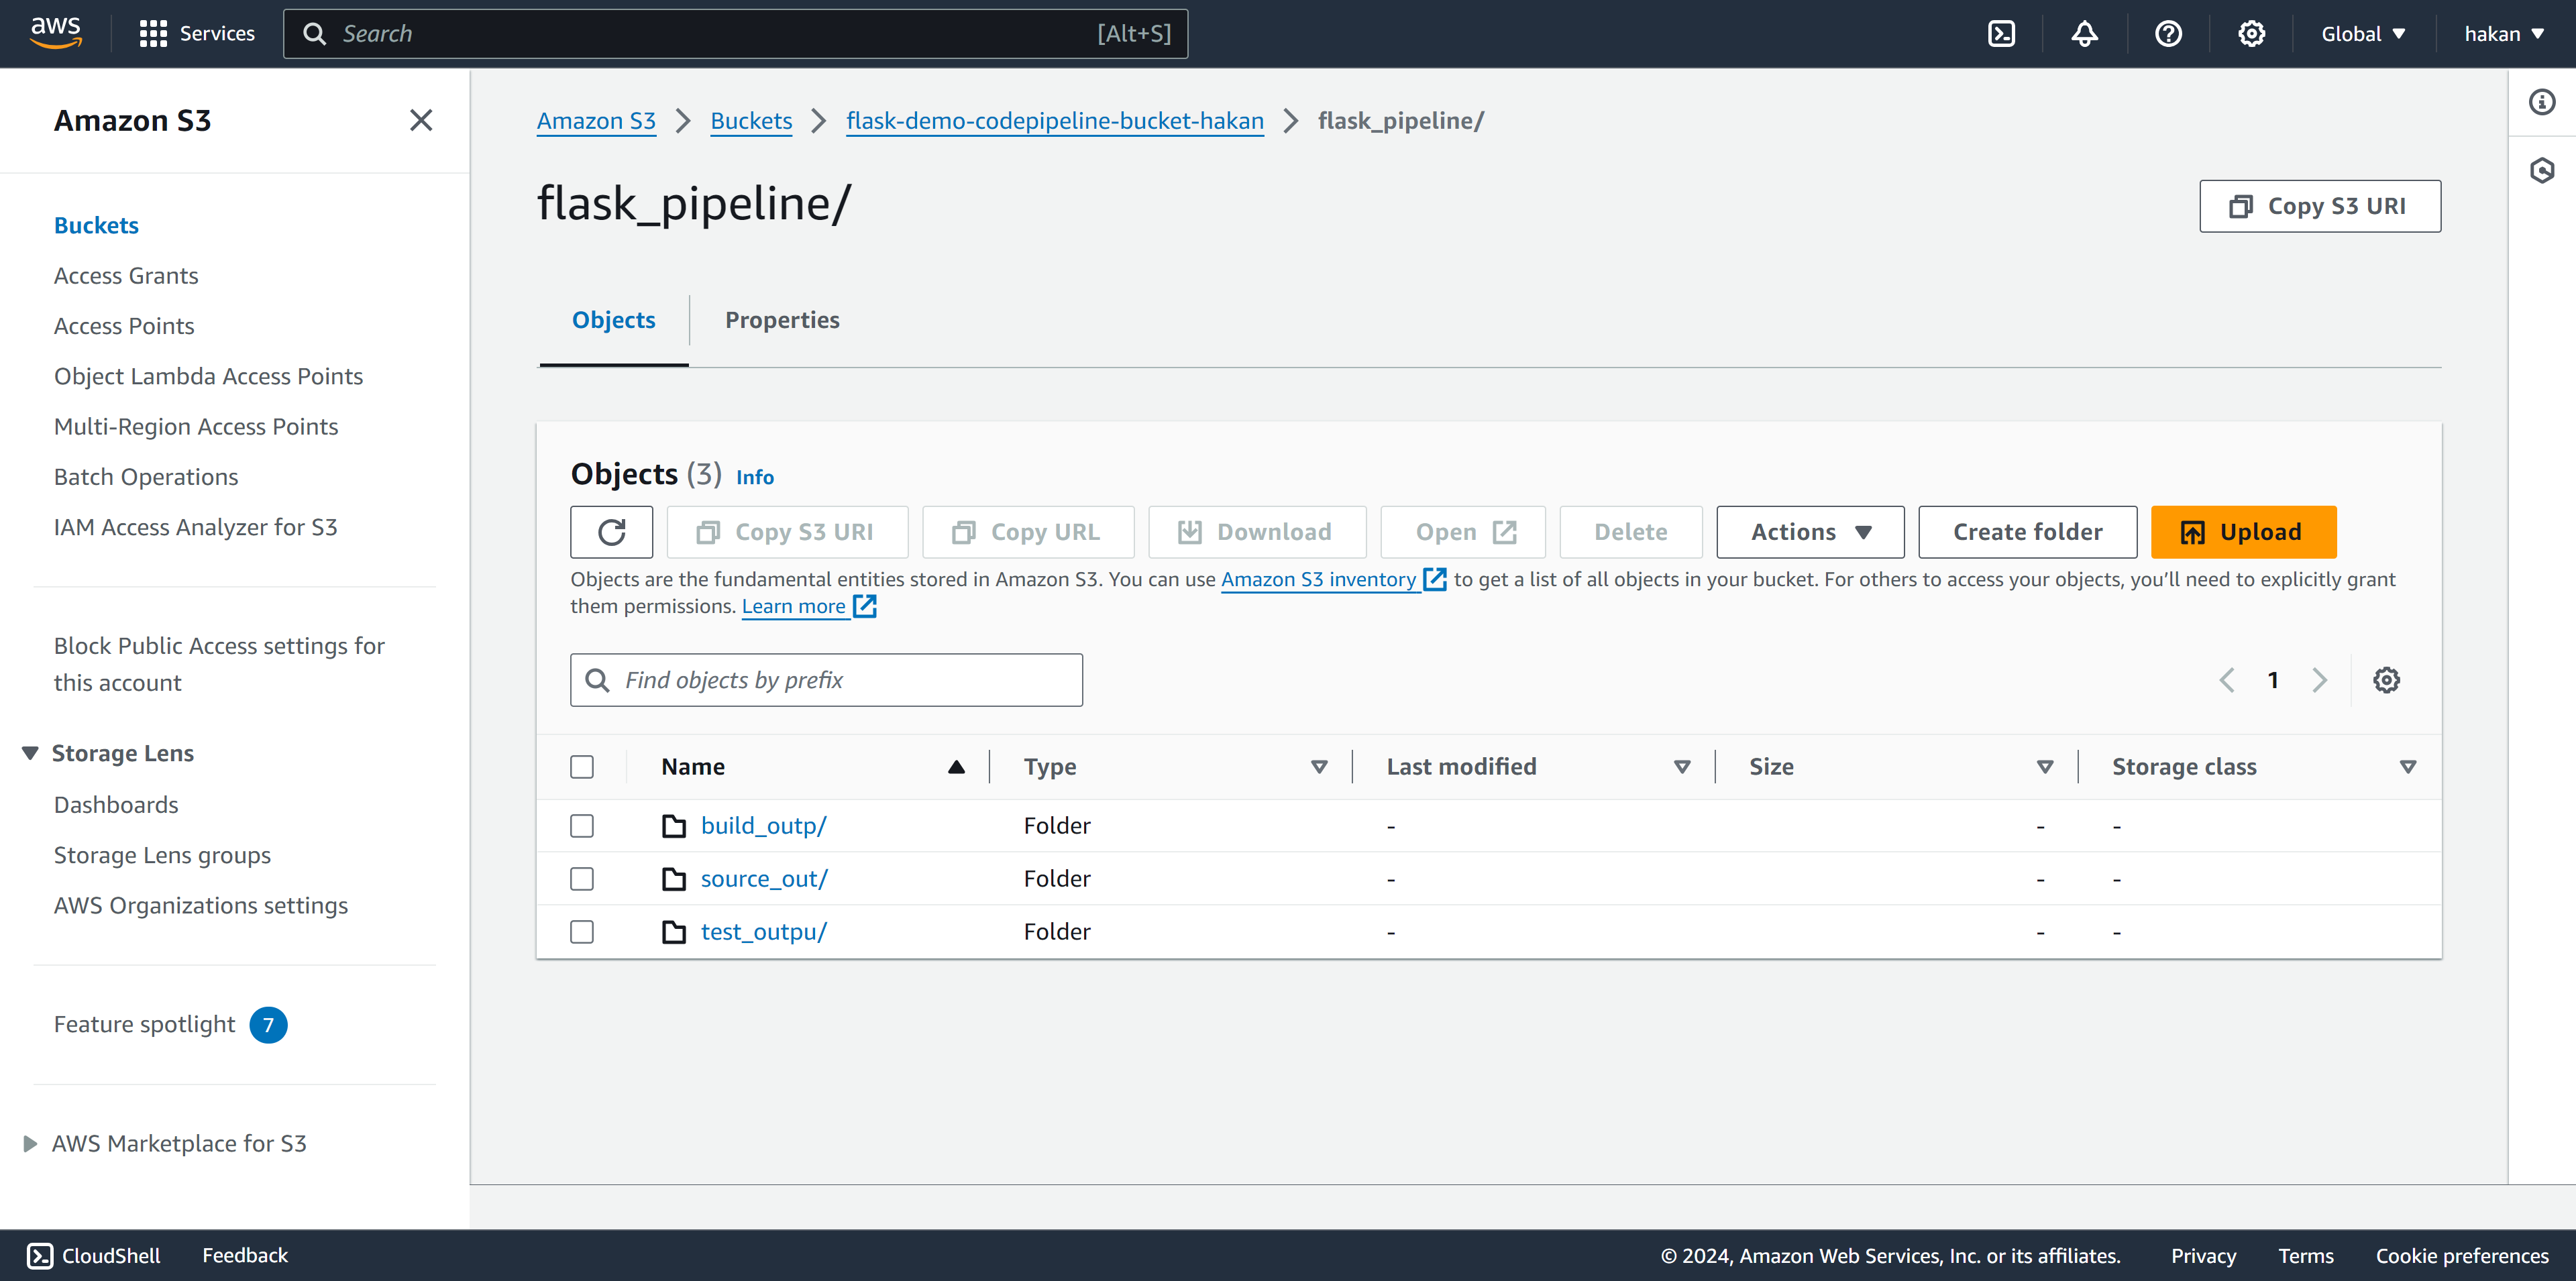 aws
Services
Search
[Alt+S]
Global
hakan
Amazon S3
Buckets
Access Grants
Access Points
Object Lambda Access Points
Multi-Region Access Points
Batch Operations
IAM Access Analyzer for S3
Block Public Access settings for
this account
Storage Lens
Dashboards
Storage Lens groups
AWS Organizations settings
Feature spotlight 7
AWS Marketplace for S3
Amazon S3 Buckets flask-demo-codepipeline-bucket-hakan flask_pipeline/
flask_pipeline/
Copy S3 URI
Objects Properties
Objects (3) Info
Copy S3 URI Copy URL Download Open Delete Actions Create folder Upload
Objects are the fundamental entities stored in Amazon S3. You can use Amazon S3 inventory to get a list of all objects in your bucket. For others to access your objects, you’ll need to explicitly grant
them permissions. Learn more
Find objects by prefix
1
Name Type Last modified Size Storage class
build_outp/ Folder - - -
source_out/ Folder - - -
test_outpu/ Folder - - -
CloudShell Feedback © 2024, Amazon Web Services, Inc. or its affiliates. Privacy Terms Cookie preferences